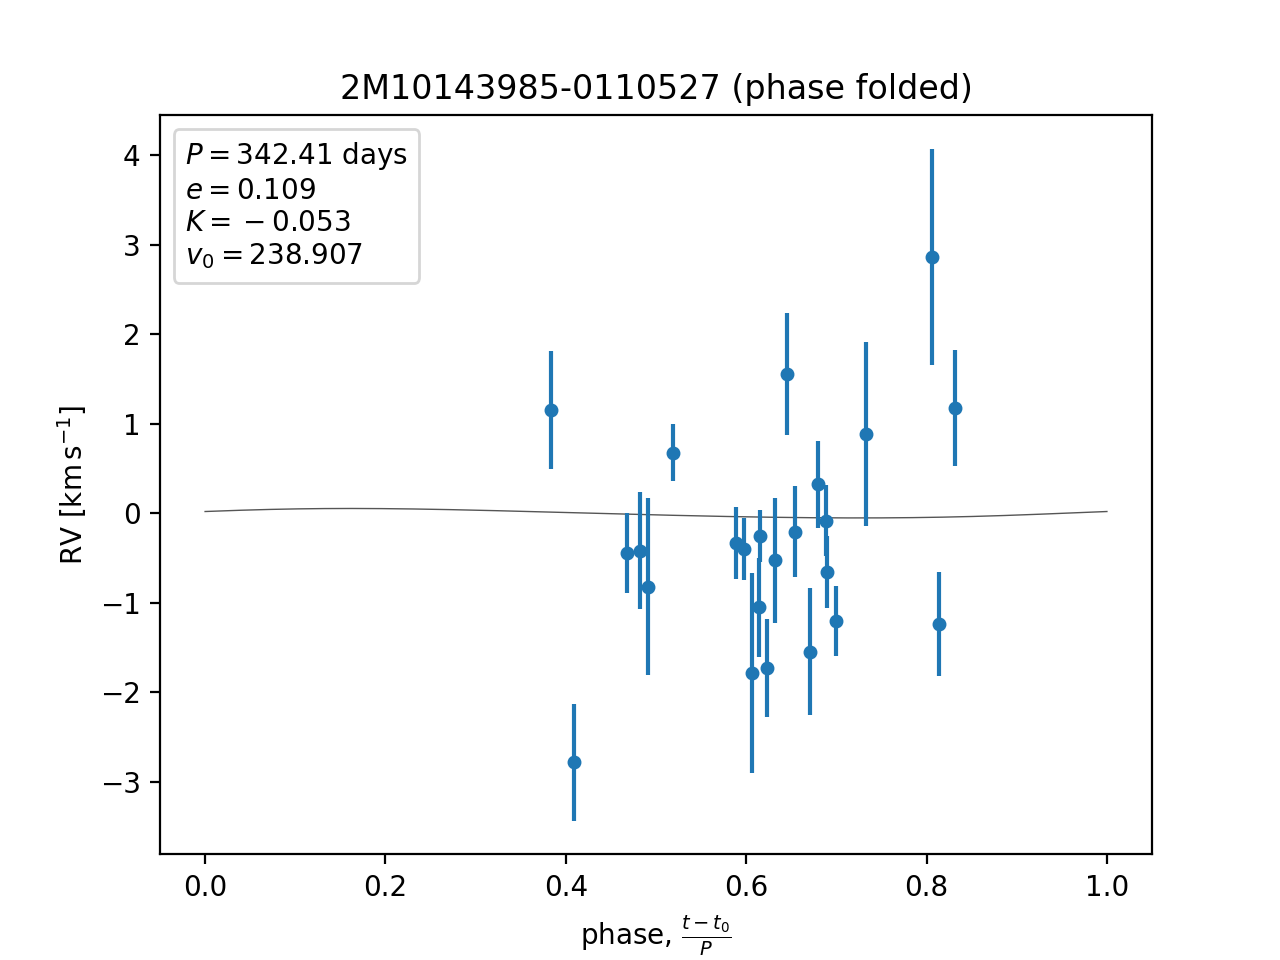 2M10143985-0110527 (phase folded)
P = 342.41 days
e = 0.109
K = −0.053
v₀ = 238.907
4
3
2
1
0
−1
−2
−3
RV [km s⁻¹]
0.0 0.2 0.4 0.6 0.8 1.0
phase, (t − t₀)/P